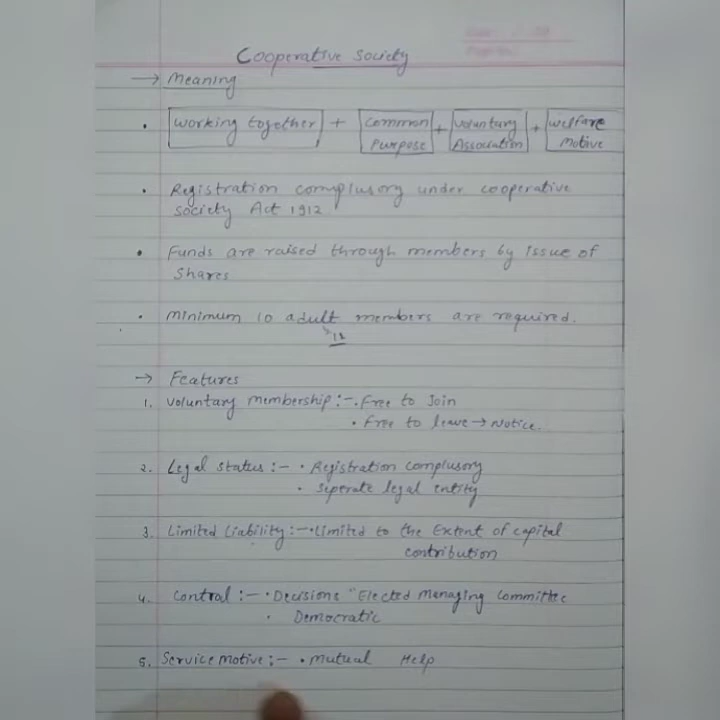 Cooperative Society
→ Meaning
• working together + Common Purpose + Voluntary Association + welfare Motive
• Registration complusory under cooperative
society Act 1912
• Funds are raised through members by issue of
Shares
• Minimum 10 adult members are required.
18
→ Features
1. Voluntary membership :- • Free to Join
• Free to leave → Notice.
2. Legal status :- • Registration complusory
• Seperate legal entity
3. Limited Liability :- • Limited to the Extent of capital
contribution
4. Control :- • Decisions "Elected Managing Committee
• Democratic
5. Service motive :- • Mutual Help